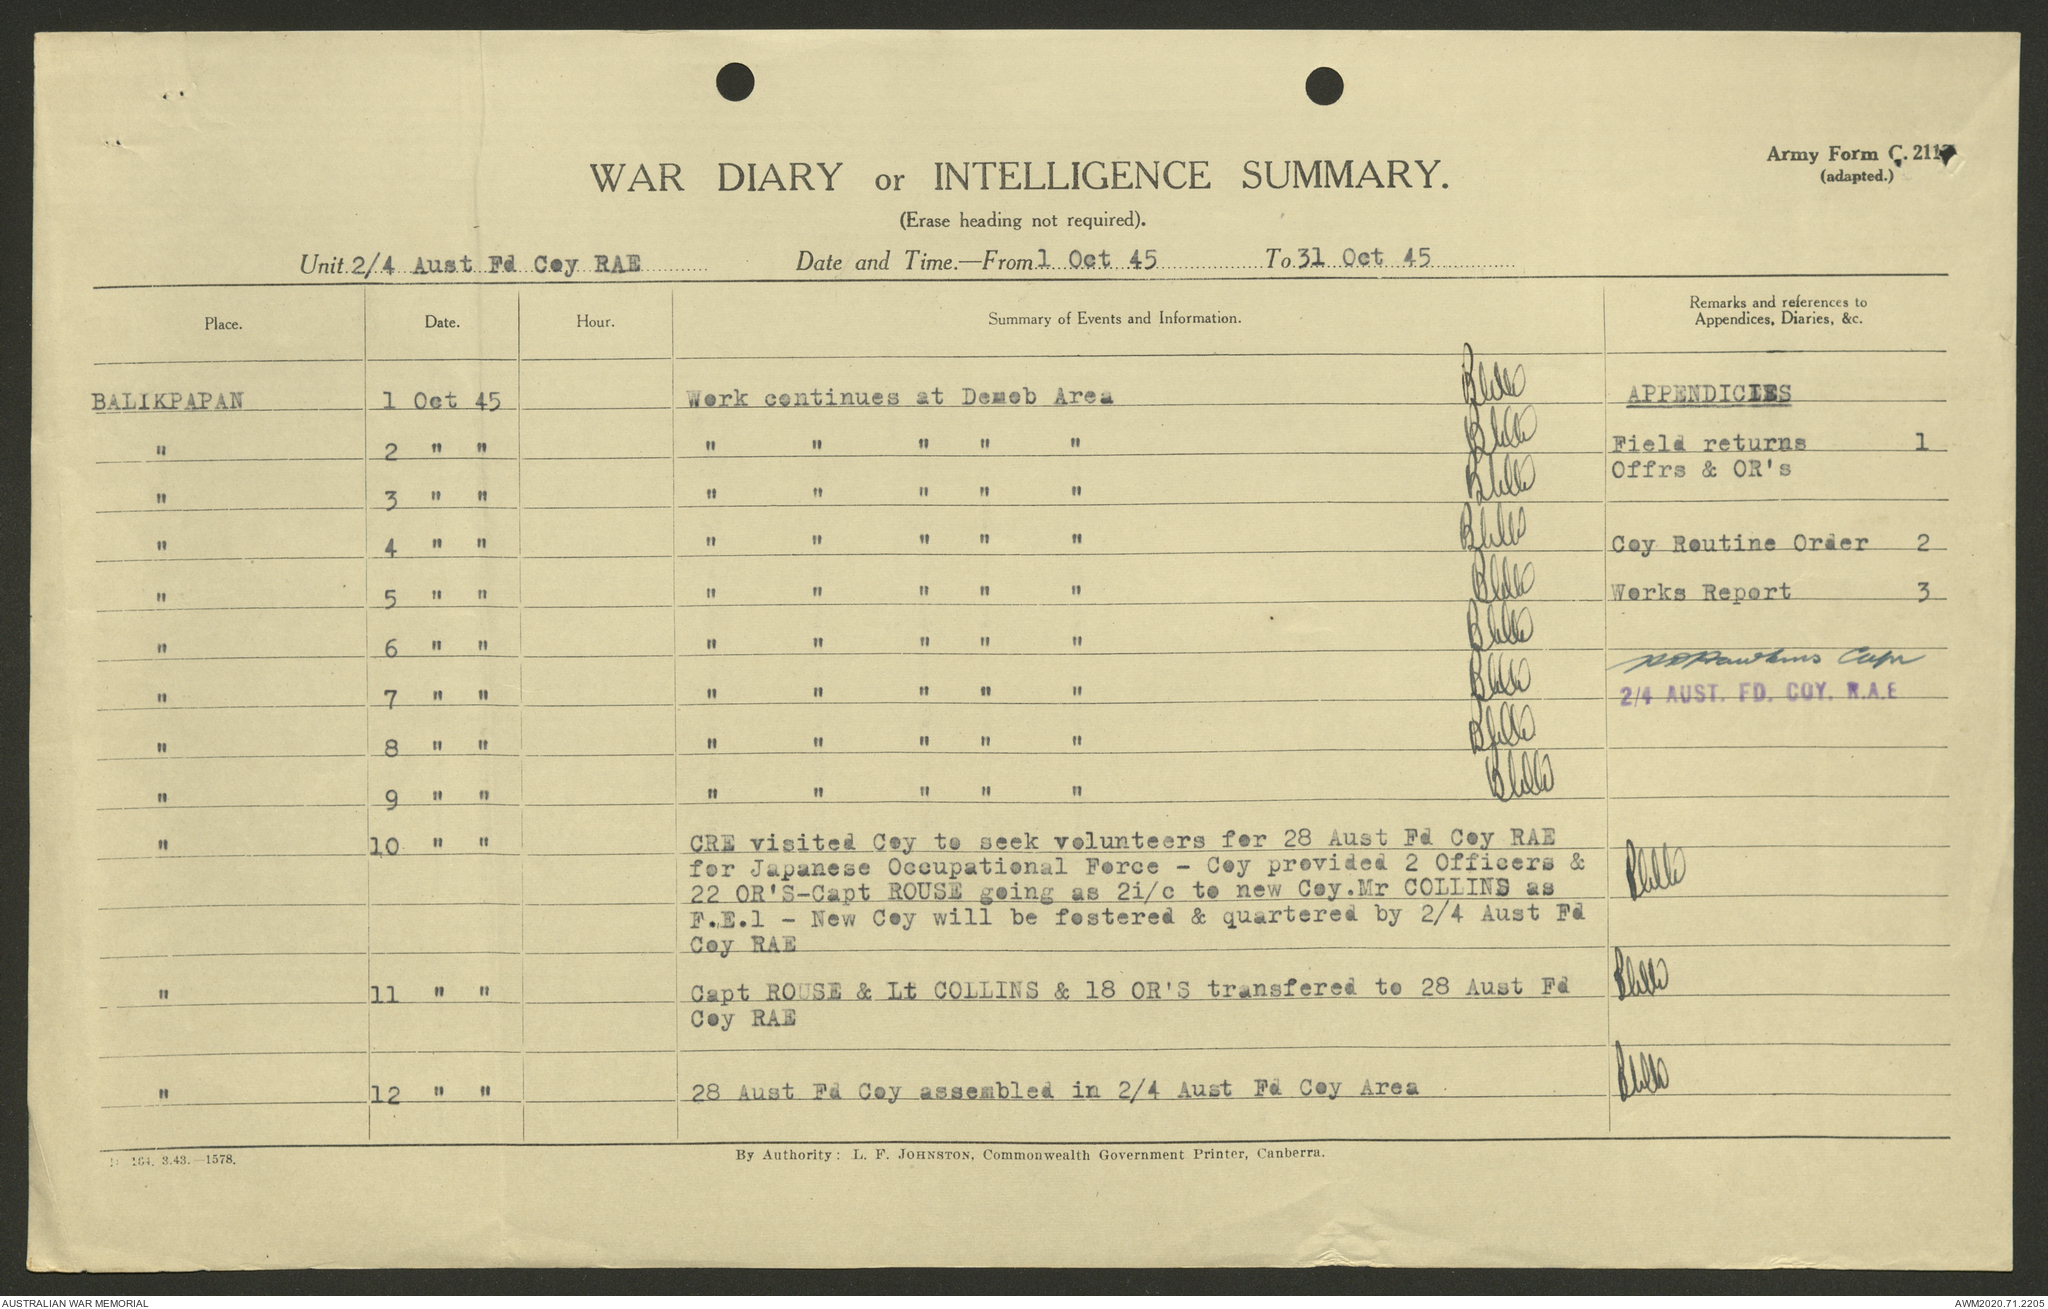 Army Form C. 211
(adapted.)
WAR DIARY or INTELLIGENCE SUMMARY.
(Erase heading not required).
Unit 2/4 Aust Fd Coy RAE Date and Time.—From 1 Oct 45 To 31 Oct 45
Place. Date. Hour. Summary of Events and Information. Remarks and references to
Appendices, Diaries, &c.
BALIKPAPAN 1 Oct 45 Work continues at Demob Area APPENDICIES
" 2 " " " " " " " Field returns 1
Offrs & OR's
" 3 " " " " " " "
" 4 " " " " " " " Coy Routine Order 2
" 5 " " " " " " " Works Report 3
" 6 " " " " " " "
Capt
" 7 " " " " " " " 2/4 AUST. FD. COY. R.A.E
" 8 " " " " " " "
" 9 " " " " " " "
" 10 " " CRE visited Coy to seek volunteers for 28 Aust Fd Coy RAE
for Japanese Occupational Force - Coy provided 2 Officers &
22 OR'S-Capt ROUSE going as 2i/c to new Coy.Mr COLLINS as
F.E.1 - New Coy will be fostered & quartered by 2/4 Aust Fd
Coy RAE
" 11 " " Capt ROUSE & Lt COLLINS & 18 OR'S transfered to 28 Aust Fd
Coy RAE
" 12 " " 28 Aust Fd Coy assembled in 2/4 Aust Fd Coy Area
164. 3.43.—1578. By Authority: L. F. JOHNSTON, Commonwealth Government Printer, Canberra.
AUSTRALIAN WAR MEMORIAL AWM2020.71.2205